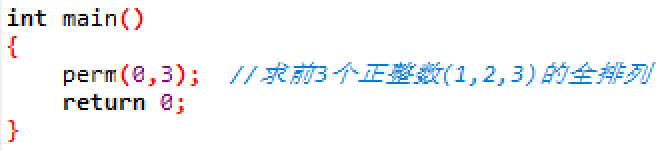 int main()
{
perm(0,3); //求前3个正整数(1,2,3)的全排列
return 0;
}